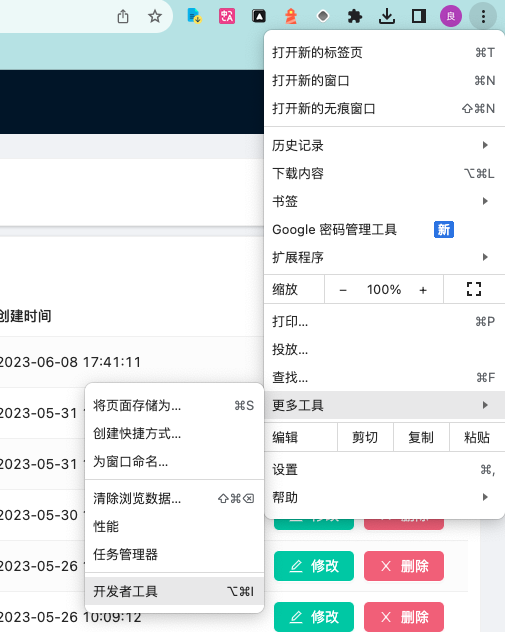 良
打开新的标签页 ⌘T
打开新的窗口 ⌘N
打开新的无痕窗口 ⇧⌘N
历史记录
下载内容 ⌥⌘L
书签
Google 密码管理工具 新
扩展程序
缩放 − 100% +
打印... ⌘P
投放...
查找... ⌘F
更多工具
编辑 剪切 复制 粘贴
设置 ⌘,
帮助
将页面存储为... ⌘S
创建快捷方式...
为窗口命名...
清除浏览数据... ⇧⌘⌫
性能
任务管理器
开发者工具 ⌥⌘I
创建时间
2023-06-08 17:41:11
2023-05-31
2023-05-31
2023-05-30
修改 删除
2023-05-26
修改 删除
2023-05-26 10:09:12
修改 删除